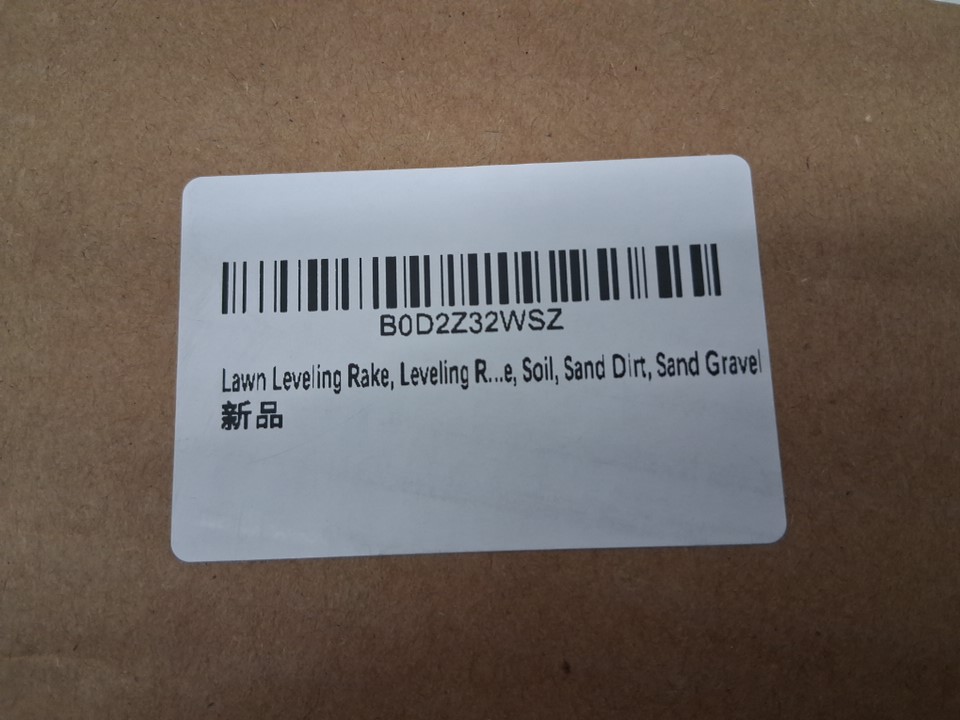 B0D2Z32WSZ
Lawn Leveling Rake, Leveling R...e, Soil, Sand Dirt, Sand Gravel
新品